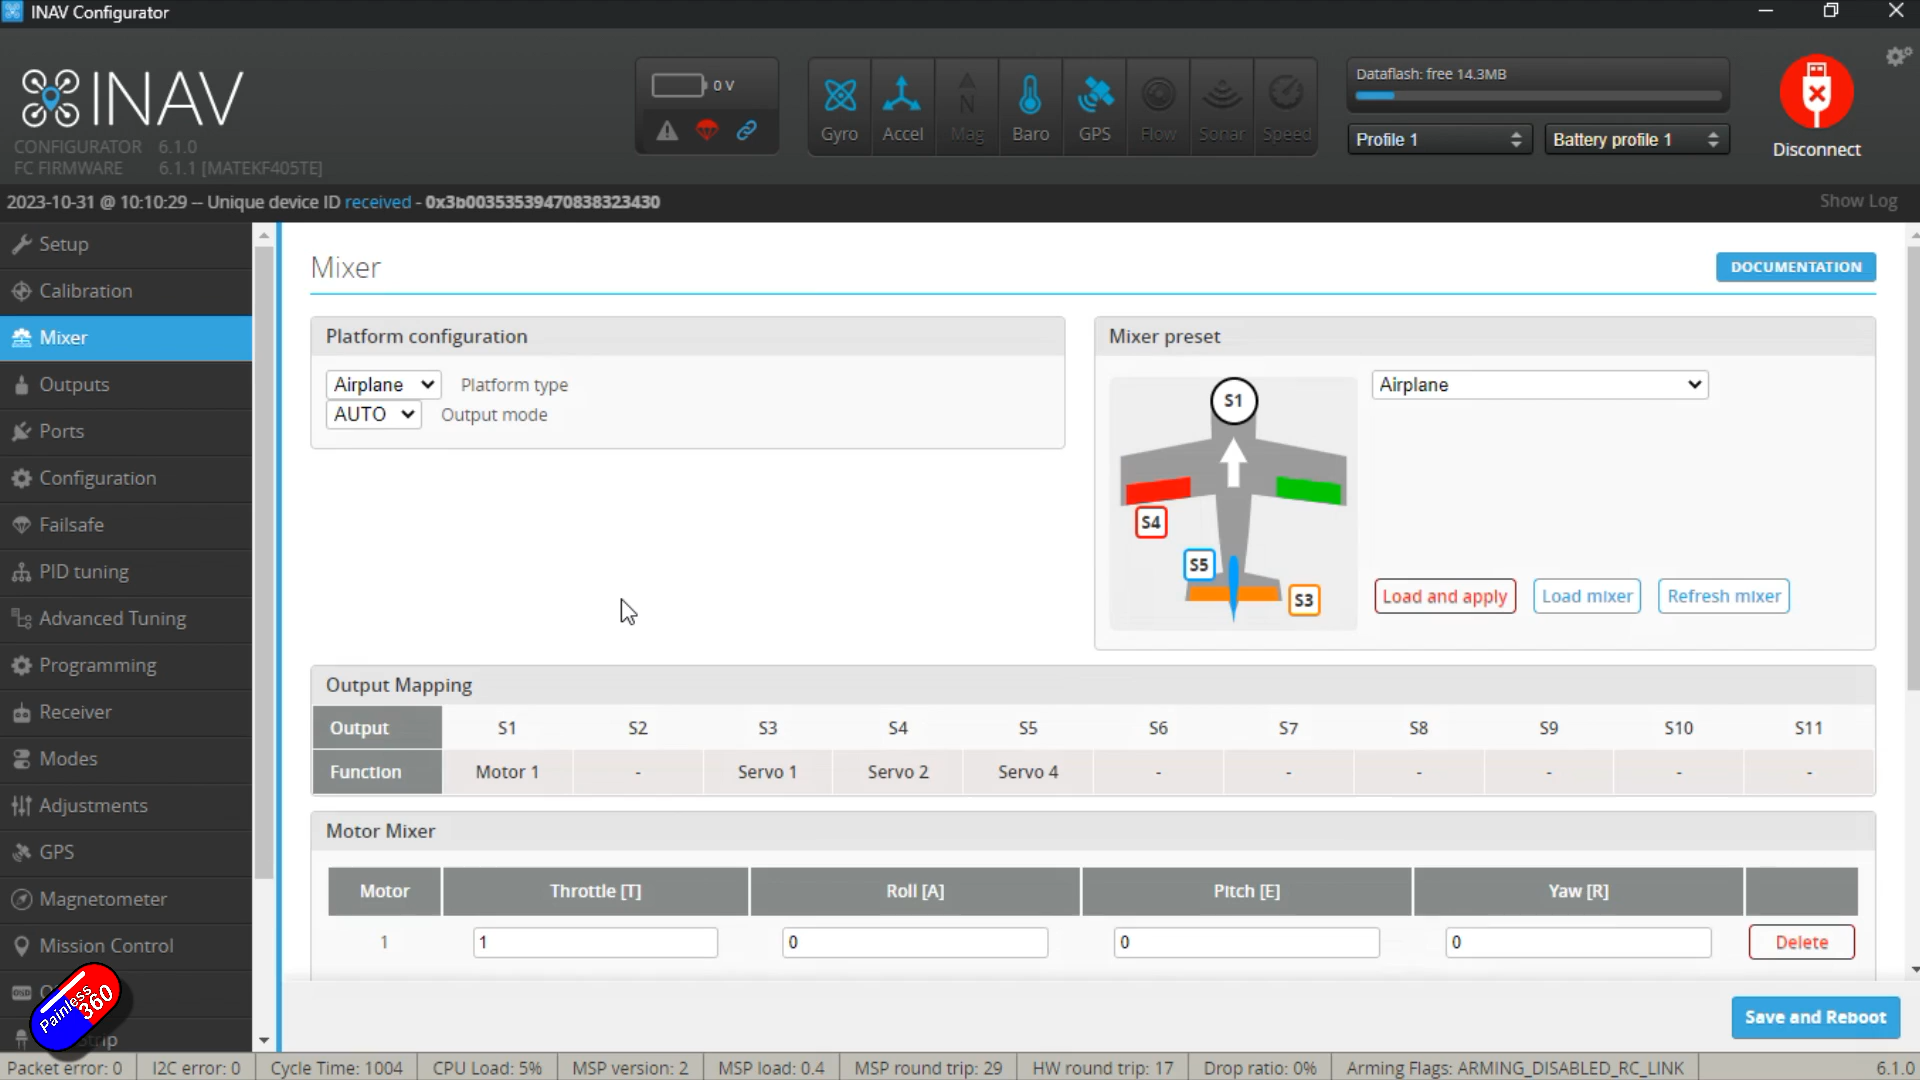 INAV Configurator
INAV
CONFIGURATOR 6.1.0
FC FIRMWARE 6.1.1 [MATEKF405TE]
0 V
Gyro Accel Mag Baro GPS Flow Sonar Speed
Dataflash: free 14.3MB
Profile 1
Battery profile 1
Disconnect
2023-10-31 @ 10:10:29 -- Unique device ID received - 0x3b00353539470838323430
Show Log
Setup
Calibration
Mixer
Outputs
Ports
Configuration
Failsafe
PID tuning
Advanced Tuning
Programming
Receiver
Modes
Adjustments
GPS
Magnetometer
Mission Control
Painless
360
Mixer
DOCUMENTATION
Platform configuration
Airplane Platform type
AUTO Output mode
Mixer preset
Airplane
S1
S4
S5
S3
Load and apply
Load mixer
Refresh mixer
Output Mapping
Output S1 S2 S3 S4 S5 S6 S7 S8 S9 S10 S11
Function Motor 1 - Servo 1 Servo 2 Servo 4 - - - - - -
Motor Mixer
Motor Throttle [T] Roll [A] Pitch [E] Yaw [R]
1 1 0 0 0 Delete
Save and Reboot
Packet error: 0 I2C error: 0 Cycle Time: 1004 CPU Load: 5% MSP version: 2 MSP load: 0.4 MSP round trip: 29 HW round trip: 17 Drop ratio: 0% Arming Flags: ARMING_DISABLED_RC_LINK 6.1.0